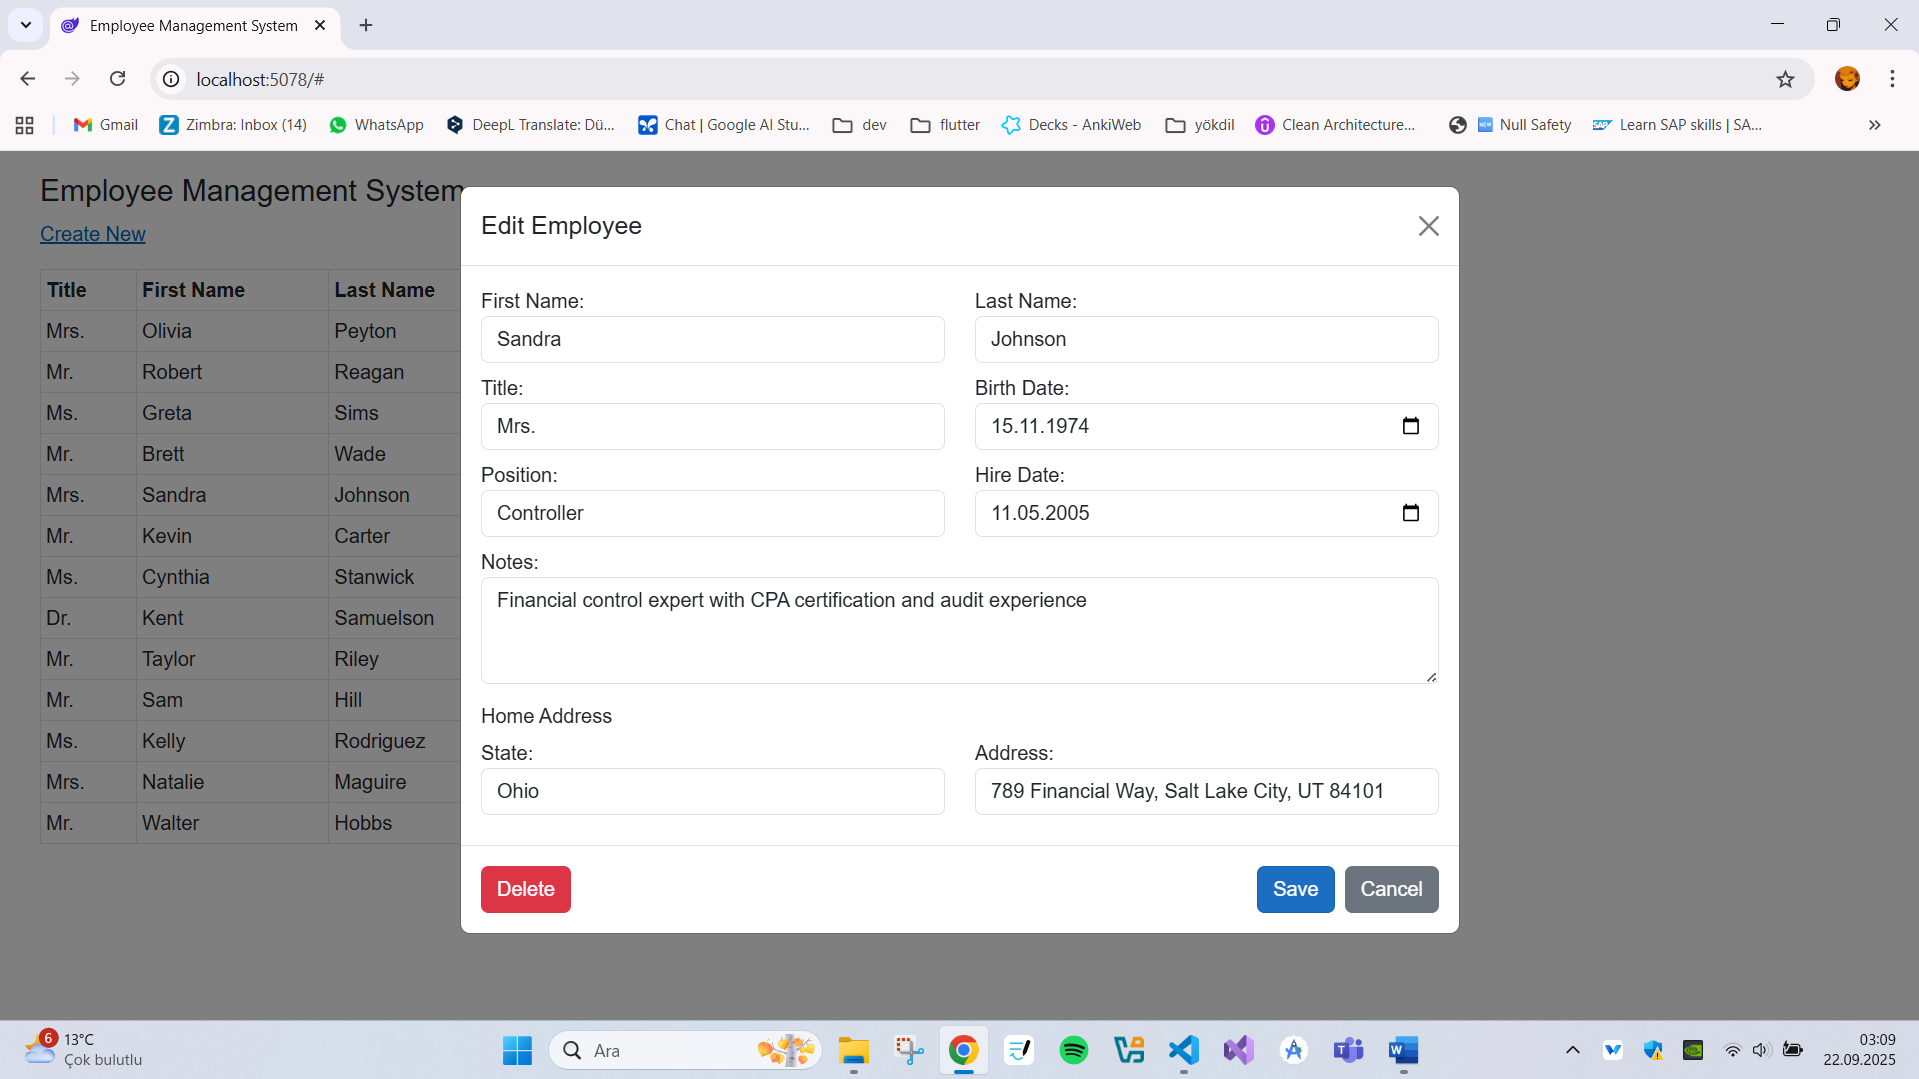 Employee Management System
localhost:5078/#
Gmail Zimbra: Inbox (14) WhatsApp DeepL Translate: Dü... Chat | Google AI Stu... dev flutter Decks - AnkiWeb yökdil Clean Architecture... NEW Null Safety SAP Learn SAP skills | SA...
Employee Management System
Create New
Title First Name Last Name
Mrs. Olivia Peyton
Mr. Robert Reagan
Ms. Greta Sims
Mr. Brett Wade
Mrs. Sandra Johnson
Mr. Kevin Carter
Ms. Cynthia Stanwick
Dr. Kent Samuelson
Mr. Taylor Riley
Mr. Sam Hill
Ms. Kelly Rodriguez
Mrs. Natalie Maguire
Mr. Walter Hobbs
Edit Employee
First Name: Last Name:
Sandra Johnson
Title: Birth Date:
Mrs. 15.11.1974
Position: Hire Date:
Controller 11.05.2005
Notes:
Financial control expert with CPA certification and audit experience
Home Address
State: Address:
Ohio 789 Financial Way, Salt Lake City, UT 84101
Delete Save Cancel
6 13°C
Çok bulutlu
Ara
03:09
22.09.2025